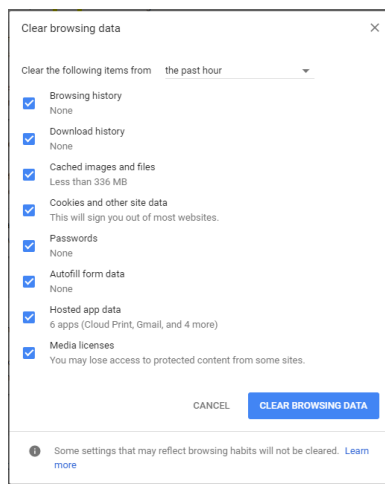 Clear browsing data
Clear the following items from the past hour
Browsing history
None
Download history
None
Cached images and files
Less than 336 MB
Cookies and other site data
This will sign you out of most websites.
Passwords
None
Autofill form data
None
Hosted app data
6 apps (Cloud Print, Gmail, and 4 more)
Media licenses
You may lose access to protected content from some sites.
CANCEL CLEAR BROWSING DATA
Some settings that may reflect browsing habits will not be cleared. Learn
more